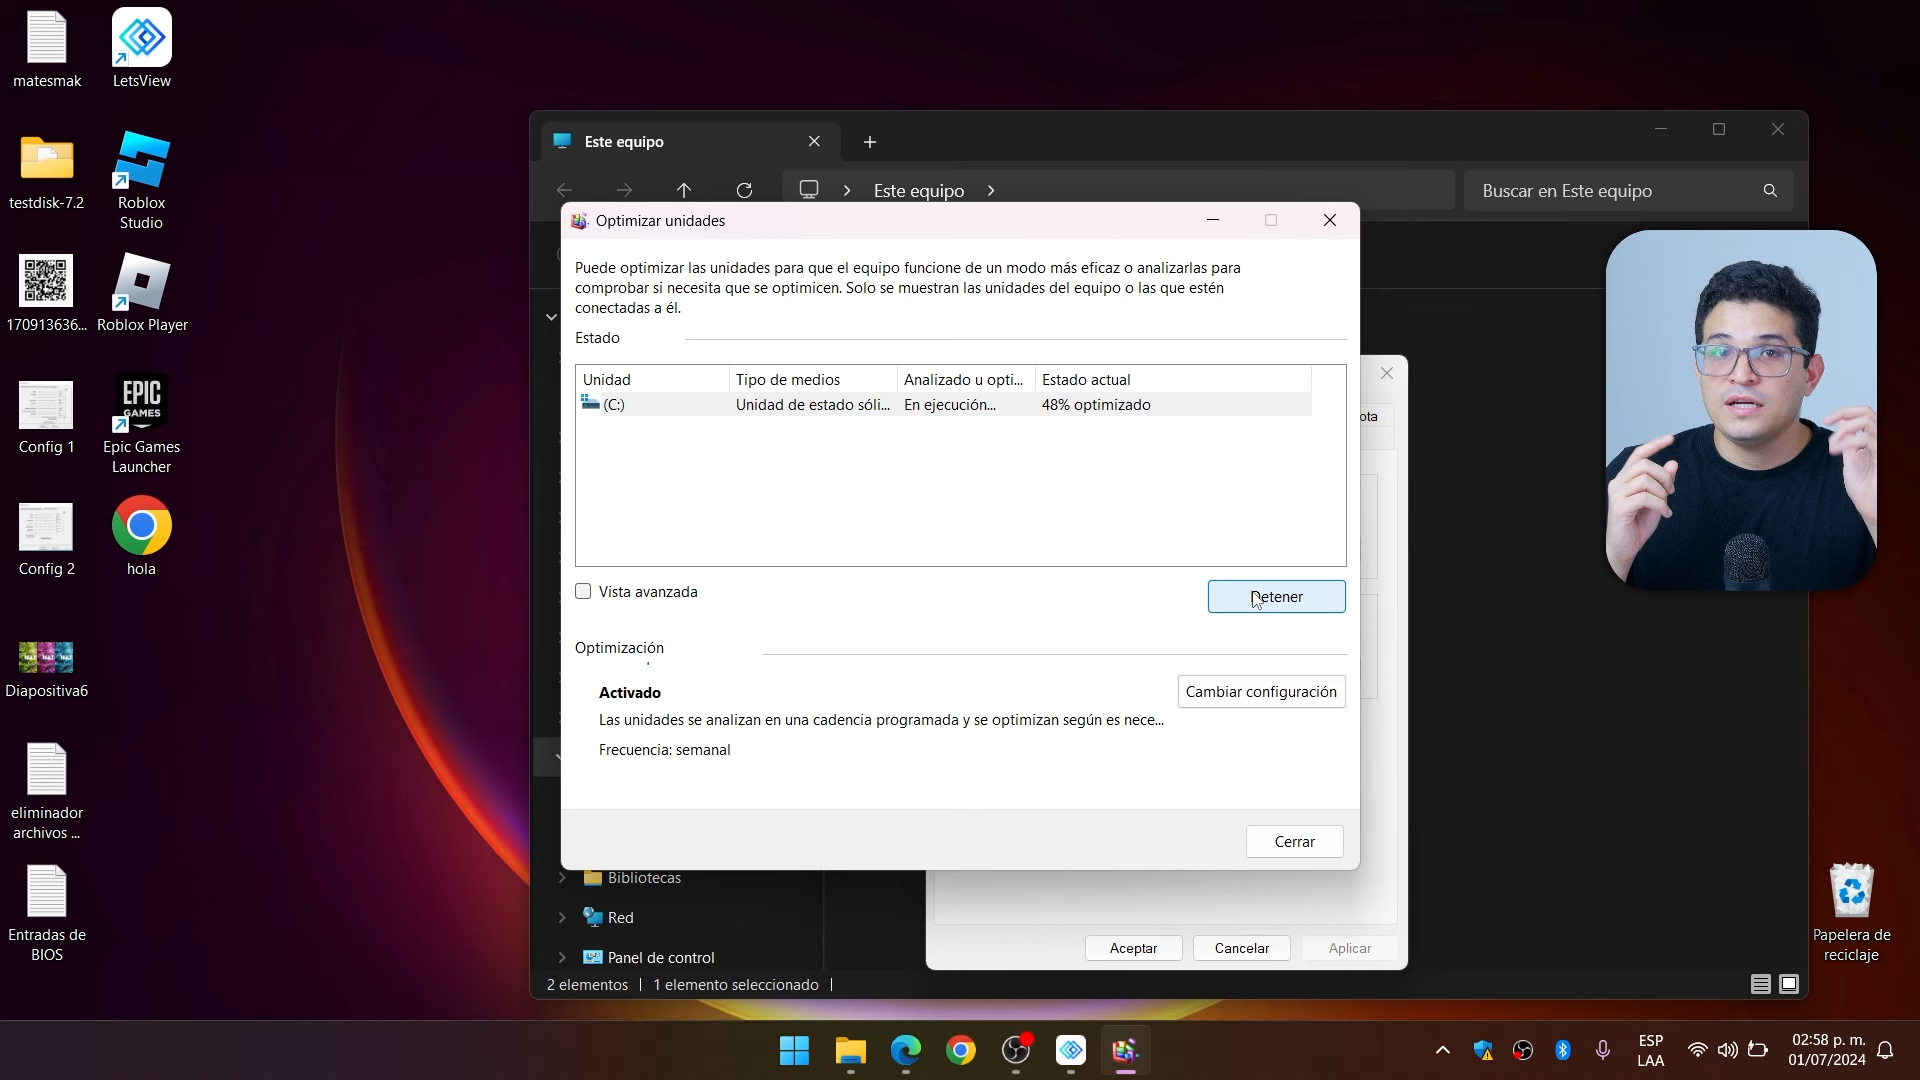 matesmak
LetsView
testdisk-7.2
Roblox
Studio
170913636...
Roblox Player
Config 1
EPIC
GAMES
Epic Games
Launcher
Config 2
hola
Diapositiva6
eliminador
archivos ...
Entradas de
BIOS
Este equipo
Este equipo
Buscar en Este equipo
Optimizar unidades
Puede optimizar las unidades para que el equipo funcione de un modo más eficaz o analizarlas para
comprobar si necesita que se optimicen. Solo se muestran las unidades del equipo o las que estén
conectadas a él.
Estado
Unidad Tipo de medios Analizado u opti... Estado actual
(C:) Unidad de estado sóli... En ejecución... 48% optimizado
Vista avanzada
Detener
Optimización
Activado
Cambiar configuración
Las unidades se analizan en una cadencia programada y se optimizan según es nece...
Frecuencia: semanal
Cerrar
ota
Bibliotecas
Red
Panel de control
Aceptar Cancelar Aplicar
2 elementos 1 elemento seleccionado
Papelera de
reciclaje
ESP
LAA
02:58 p. m.
01/07/2024